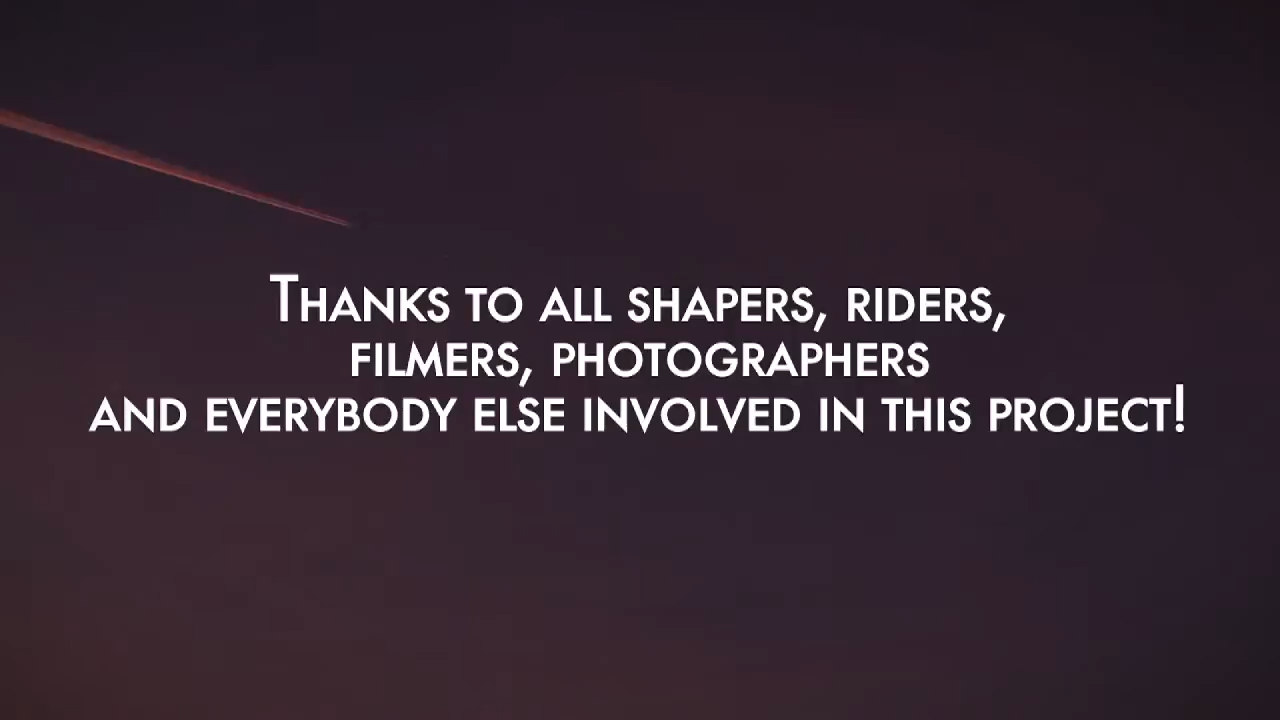 Thanks to all shapers, riders,
filmers, photographers
and everybody else involved in this project!